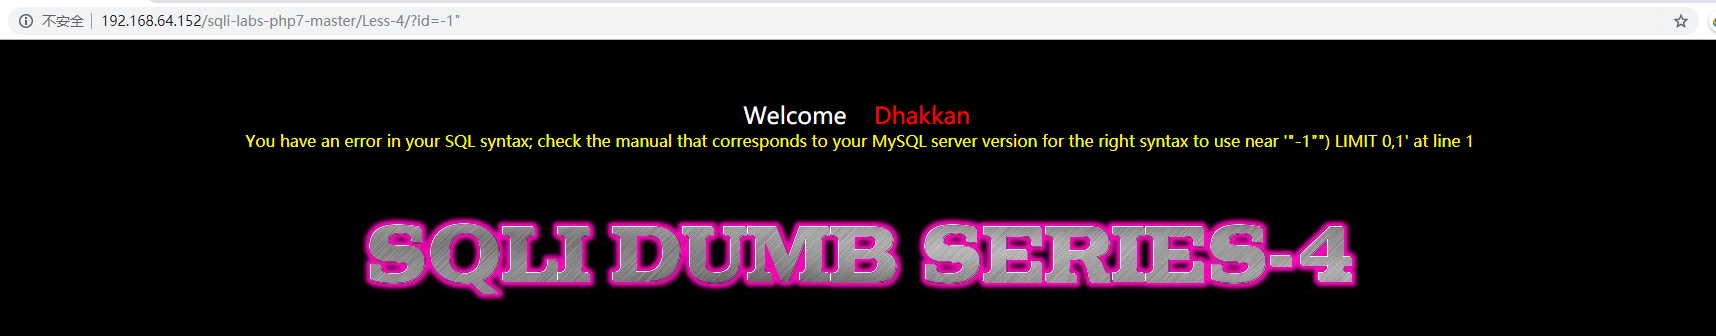 不安全 | 192.168.64.152/sqli-labs-php7-master/Less-4/?id=-1"
Welcome Dhakkan
You have an error in your SQL syntax; check the manual that corresponds to your MySQL server version for the right syntax to use near '"-1"") LIMIT 0,1' at line 1
SQLI DUMB SERIES-4